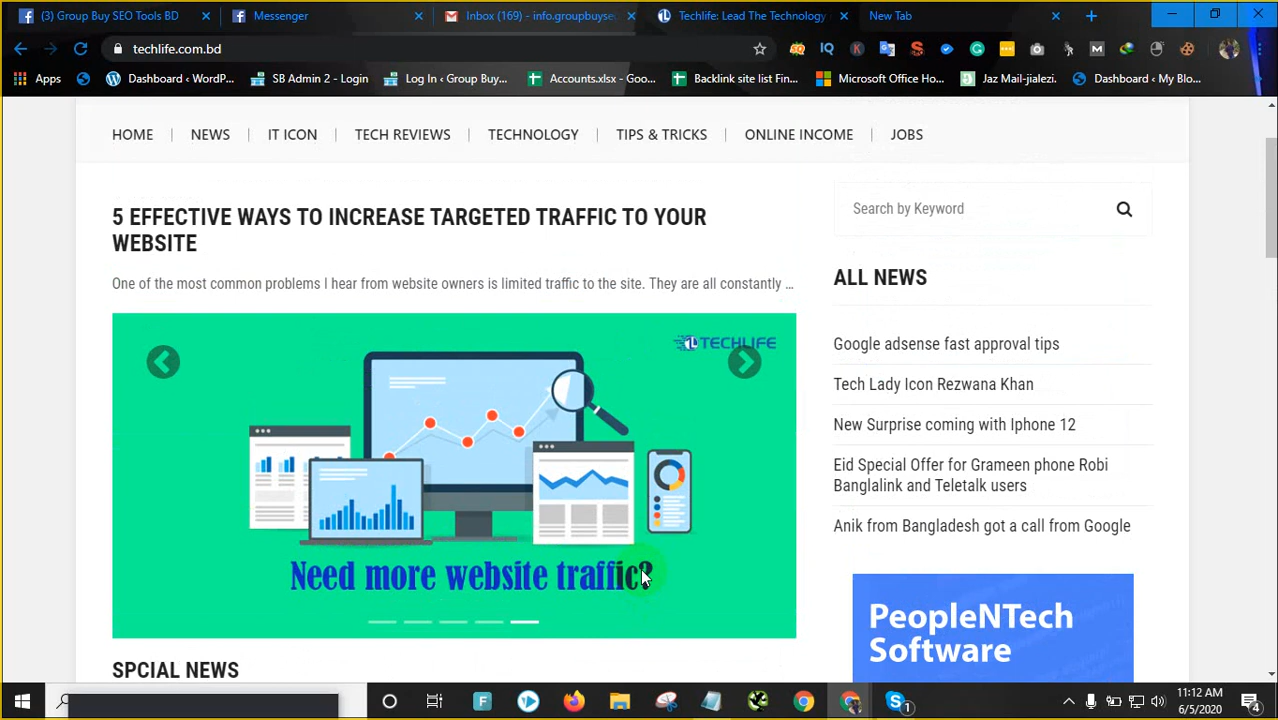 (3) Group Buy SEO Tools BD
Messenger
Inbox (169) - info.groupbuyse
Techlife: Lead The Technology
New Tab
techlife.com.bd
Apps
Dashboard ‹ WordP...
SB Admin 2 - Login
Log In ‹ Group Buy...
Accounts.xlsx - Goo...
Backlink site list Fin...
Microsoft Office Ho...
Jaz Mail-jialezi.
Dashboard ‹ My Blo...
HOME
NEWS
IT ICON
TECH REVIEWS
TECHNOLOGY
TIPS & TRICKS
ONLINE INCOME
JOBS
5 EFFECTIVE WAYS TO INCREASE TARGETED TRAFFIC TO YOUR
WEBSITE
One of the most common problems I hear from website owners is limited traffic to the site. They are all constantly ...
TECHLIFE
Need more website traffic?
SPCIAL NEWS
Search by Keyword
ALL NEWS
Google adsense fast approval tips
Tech Lady Icon Rezwana Khan
New Surprise coming with Iphone 12
Eid Special Offer for Grameen phone Robi
Banglalink and Teletalk users
Anik from Bangladesh got a call from Google
PeopleNTech
Software
11:12 AM
6/5/2020